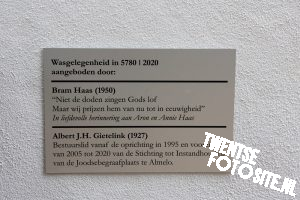 Wasgelegenheid in 5780 | 2020
aangeboden door:
Bram Haas (1950)
"Niet de doden zingen Gods lof
Maar wij prijzen hem van nu tot in eeuwigheid"
In liefdevolle herinnering aan Aron en Annie Haas
Albert J.H. Gietelink (1927)
Bestuurslid vanaf de oprichting in 1995 en voor
van 2005 tot 2020 van de Stichting tot Instandho
van de Joodsebegraafplaats te Almelo.
TWENTSE
FOTOSITE.NL